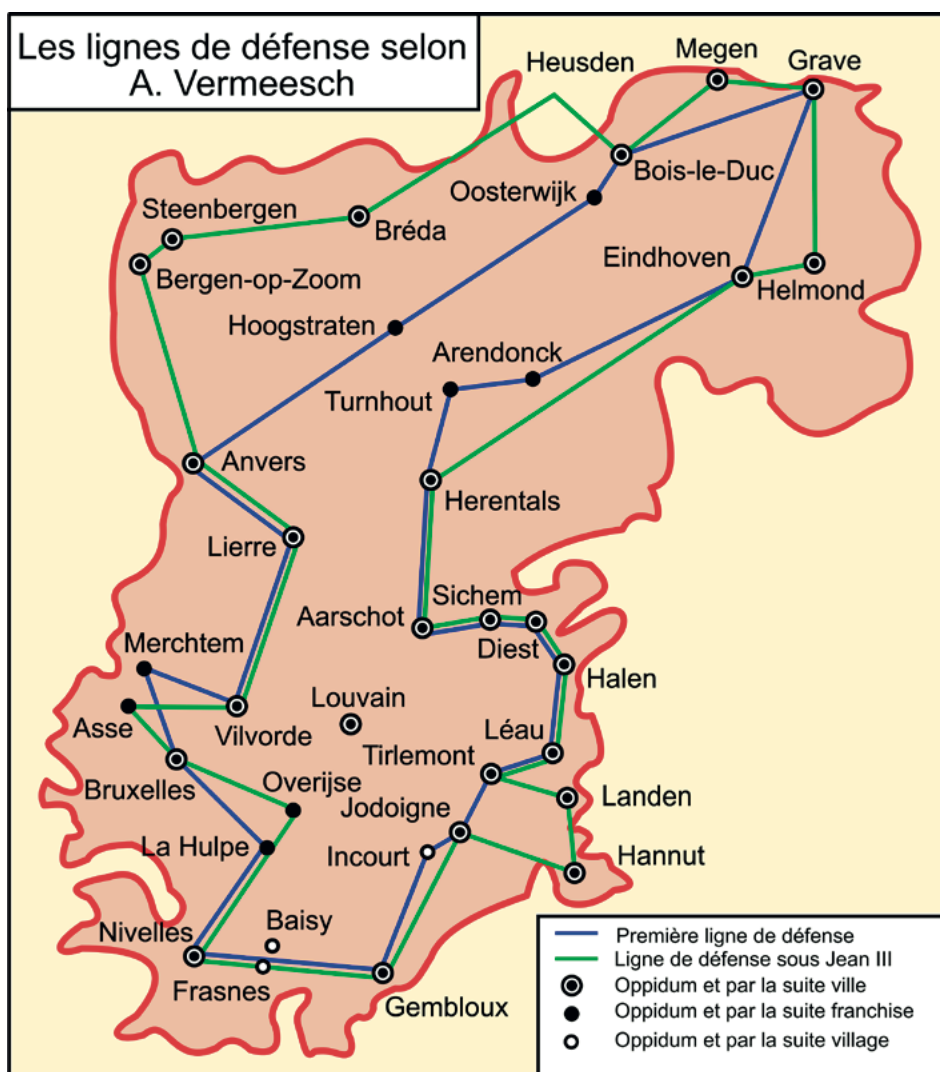 Les lignes de défense selon
A. Vermeesch
Megen
Grave
Heusden
Bois-le-Duc
Oosterwijk
Steenbergen
Bréda
Eindhoven
Bergen-op-Zoom
Helmond
Hoogstraten
Arendonck
Turnhout
Anvers
Herentals
Lierre
Sichem
Aarschot
Merchtem
Diest
Halen
Louvain
Asse
Vilvorde
Léau
Tirlemont
Bruxelles
Overijse
Landen
Jodoigne
La Hulpe
Incourt
Hannut
Baisy
Nivelles
Frasnes
Gembloux
Première ligne de défense
Ligne de défense sous Jean III
Oppidum et par la suite ville
Oppidum et par la suite franchise
Oppidum et par la suite village